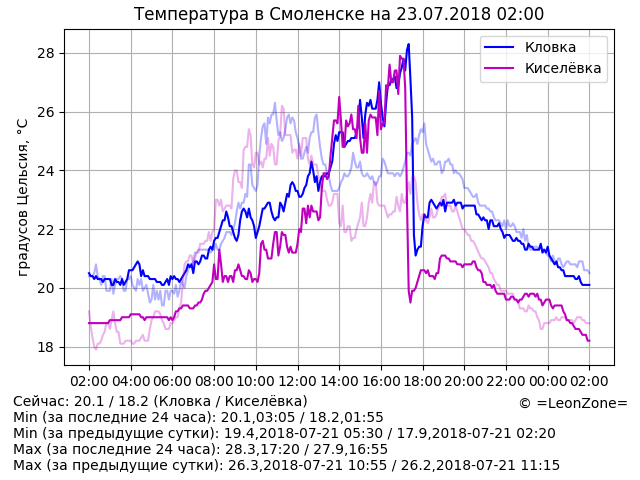 Температура в Смоленске на 23.07.2018 02:00
градусов Цельсия, °C
28
26
24
22
20
18
Кловка
Киселёвка
02:00 04:00 06:00 08:00 10:00 12:00 14:00 16:00 18:00 20:00 22:00 00:00 02:00
Сейчас: 20.1 / 18.2 (Кловка / Киселёвка)
© =LeonZone=
Min (за последние 24 часа): 20.1,03:05 / 18.2,01:55
Min (за предыдущие сутки): 19.4,2018-07-21 05:30 / 17.9,2018-07-21 02:20
Max (за последние 24 часа): 28.3,17:20 / 27.9,16:55
Max (за предыдущие сутки): 26.3,2018-07-21 10:55 / 26.2,2018-07-21 11:15